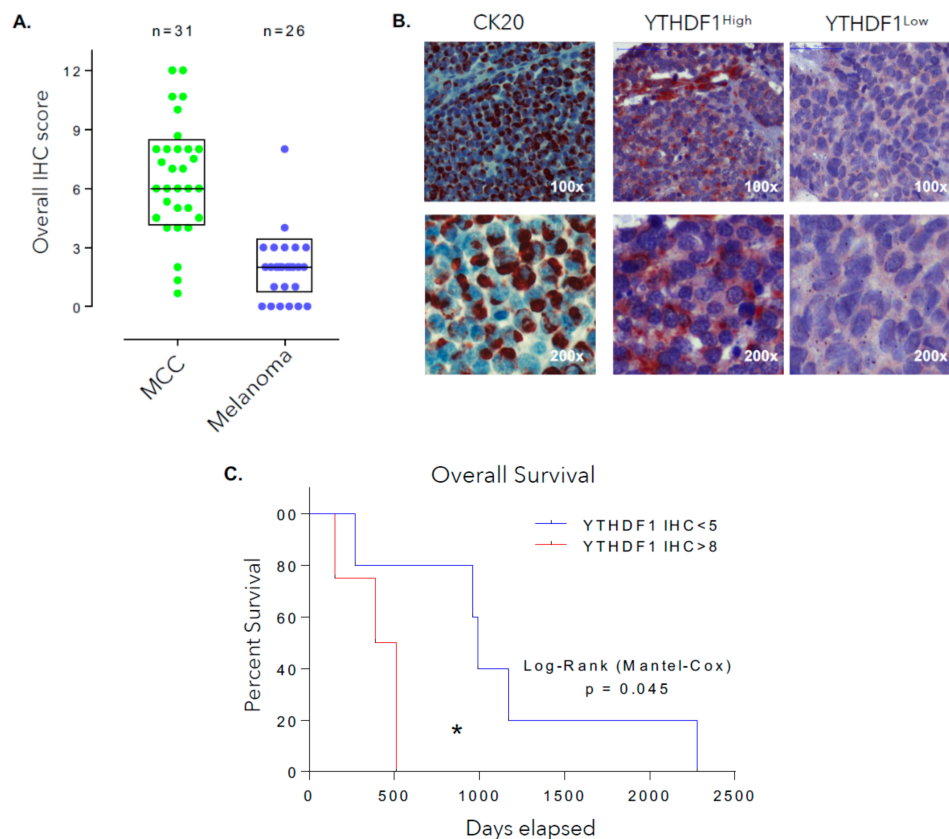 A.
n=31 n=26
Overall IHC score
12
9
6
3
0
MCC
Melanoma
B.
CK20 YTHDF1High YTHDF1Low
100x 100x 100x
200x 200x 200x
C.
Overall Survival
Percent Survival
00
80
60
40
20
0
YTHDF1 IHC<5
YTHDF1 IHC>8
Log-Rank (Mantel-Cox)
p = 0.045
*
0 500 1000 1500 2000 2500
Days elapsed